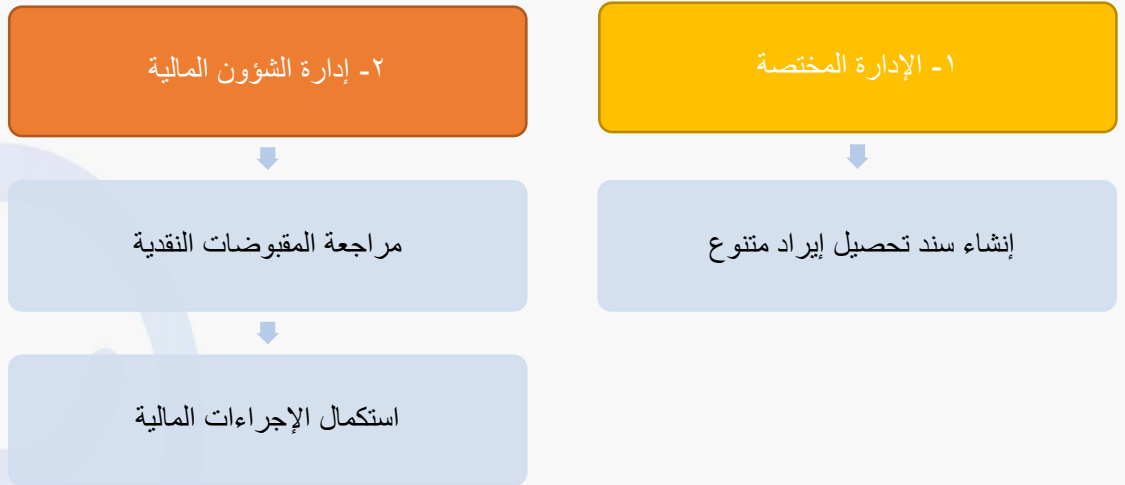 ١- الإدارة المختصة
إنشاء سند تحصيل إيراد متنوع
٢- إدارة الشؤون المالية
مراجعة المقبوضات النقدية
استكمال الإجراءات المالية